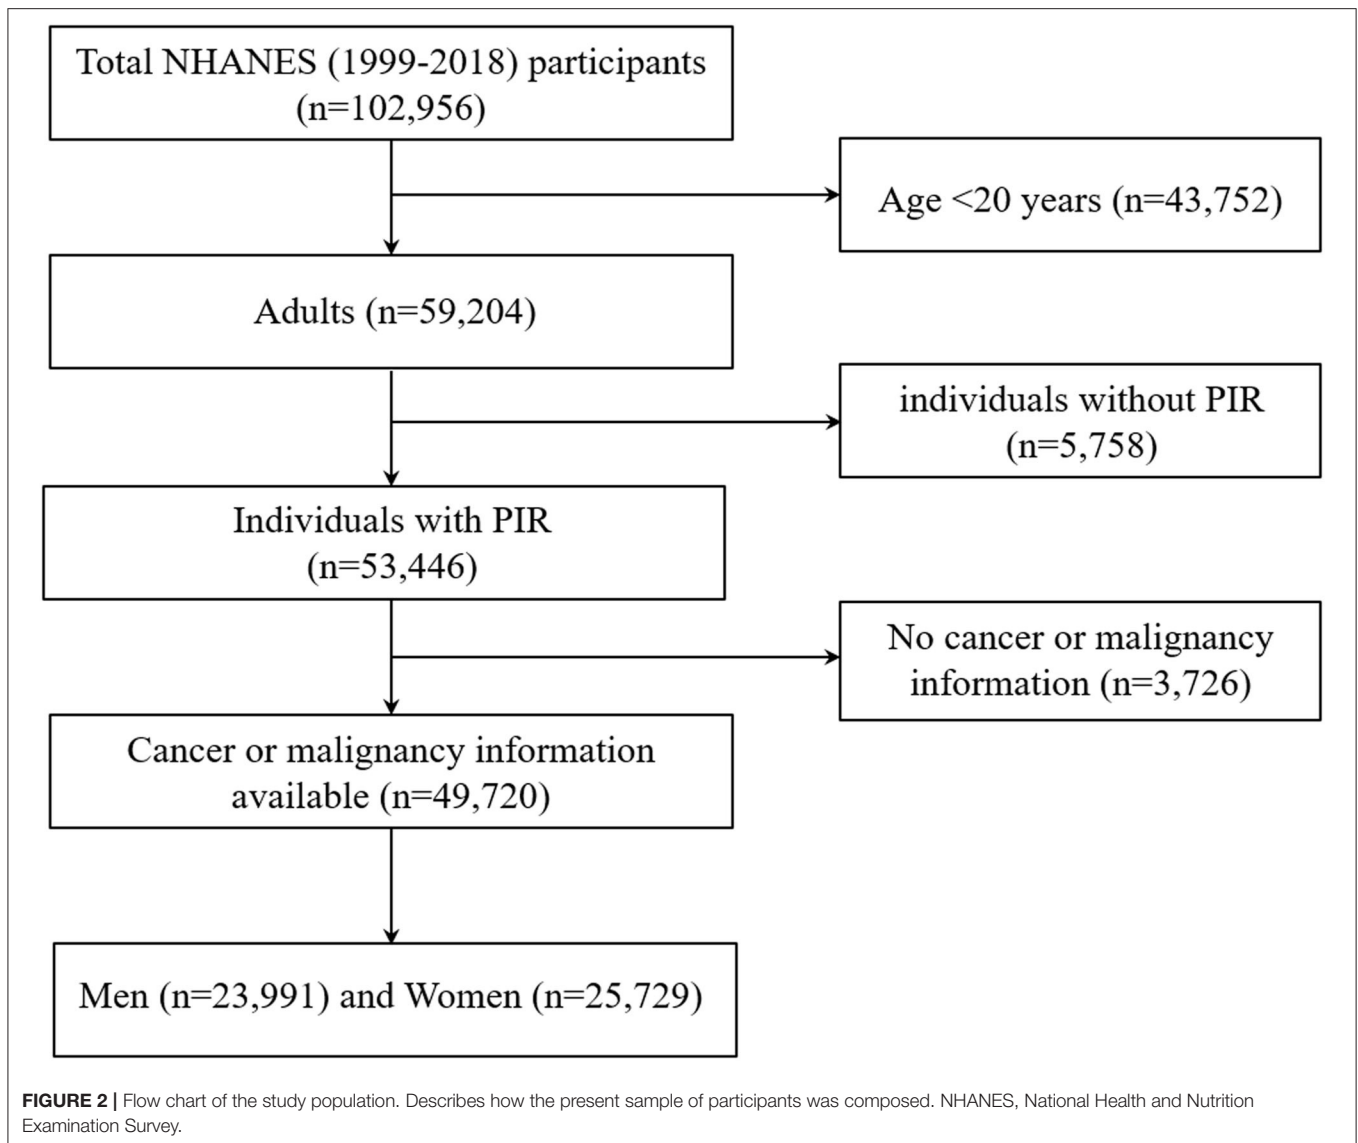 Total NHANES (1999-2018) participants
(n=102,956)
Age <20 years (n=43,752)
Adults (n=59,204)
individuals without PIR
(n=5,758)
Individuals with PIR
(n=53,446)
No cancer or malignancy
information (n=3,726)
Cancer or malignancy information
available (n=49,720)
Men (n=23,991) and Women (n=25,729)
FIGURE 2 | Flow chart of the study population. Describes how the present sample of participants was composed. NHANES, National Health and Nutrition
Examination Survey.